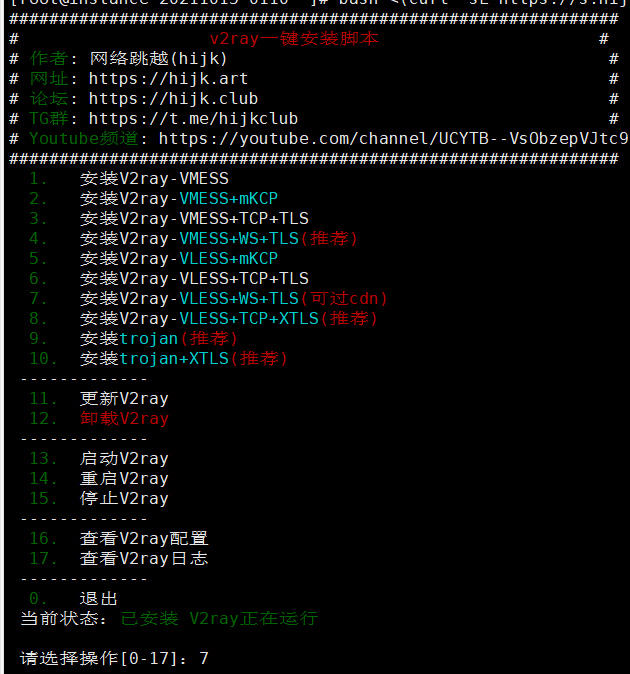 [root@instance-20211015-0110 ~]# bash <(curl -sL https://s.hij
############################################################
# v2ray一键安装脚本 #
# 作者: 网络跳越(hijk) #
# 网址: https://hijk.art #
# 论坛: https://hijk.club #
# TG群: https://t.me/hijkclub #
# Youtube频道: https://youtube.com/channel/UCYTB--VsObzepVJtc9
############################################################
1. 安装V2ray-VMESS
2. 安装V2ray-VMESS+mKCP
3. 安装V2ray-VMESS+TCP+TLS
4. 安装V2ray-VMESS+WS+TLS(推荐)
5. 安装V2ray-VLESS+mKCP
6. 安装V2ray-VLESS+TCP+TLS
7. 安装V2ray-VLESS+WS+TLS(可过cdn)
8. 安装V2ray-VLESS+TCP+XTLS(推荐)
9. 安装trojan(推荐)
10. 安装trojan+XTLS(推荐)
-------------
11. 更新V2ray
12. 卸载V2ray
-------------
13. 启动V2ray
14. 重启V2ray
15. 停止V2ray
-------------
16. 查看V2ray配置
17. 查看V2ray日志
-------------
0. 退出
当前状态：已安装 V2ray正在运行
请选择操作[0-17]：7